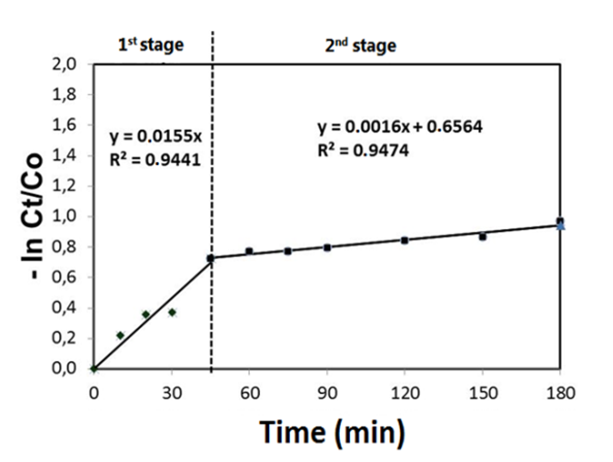 1st stage
2nd stage
2,0
1,8
1,6
1,4
1,2
1,0
0,8
0,6
0,4
0,2
0,0
- ln Ct/Co
y = 0.0155x
R² = 0.9441
y = 0.0016x + 0.6564
R² = 0.9474
0 30 60 90 120 150 180
Time (min)